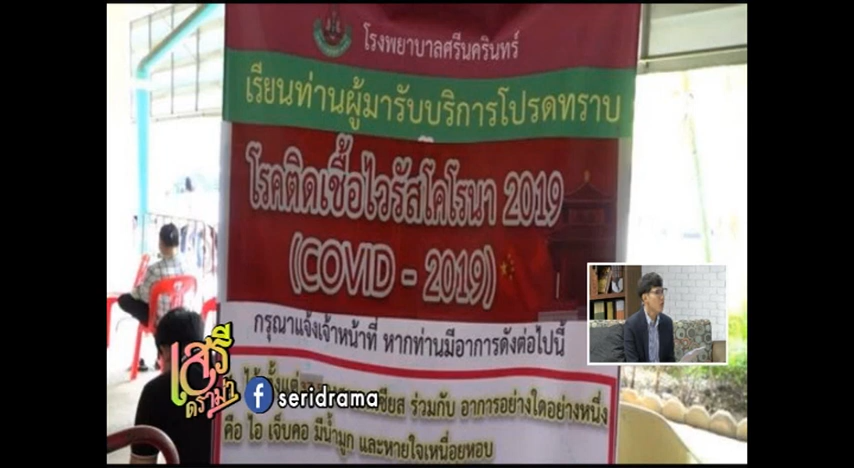 โรงพยาบาลศรีนครินทร์
เรียนท่านผู้มารับบริการโปรดทราบ
โรคติดเชื้อไวรัสโคโรนา 2019
(COVID - 2019)
กรุณาแจ้งเจ้าหน้าที่ หากท่านมีอาการดังต่อไปนี้
ร่วมกับ อาการอย่างใดอย่างหนึ่ง
คือ ไอ เจ็บคอ มีน้ำมูก และหายใจเหนื่อยหอบ
เสรี
ดราม่า
seridrama